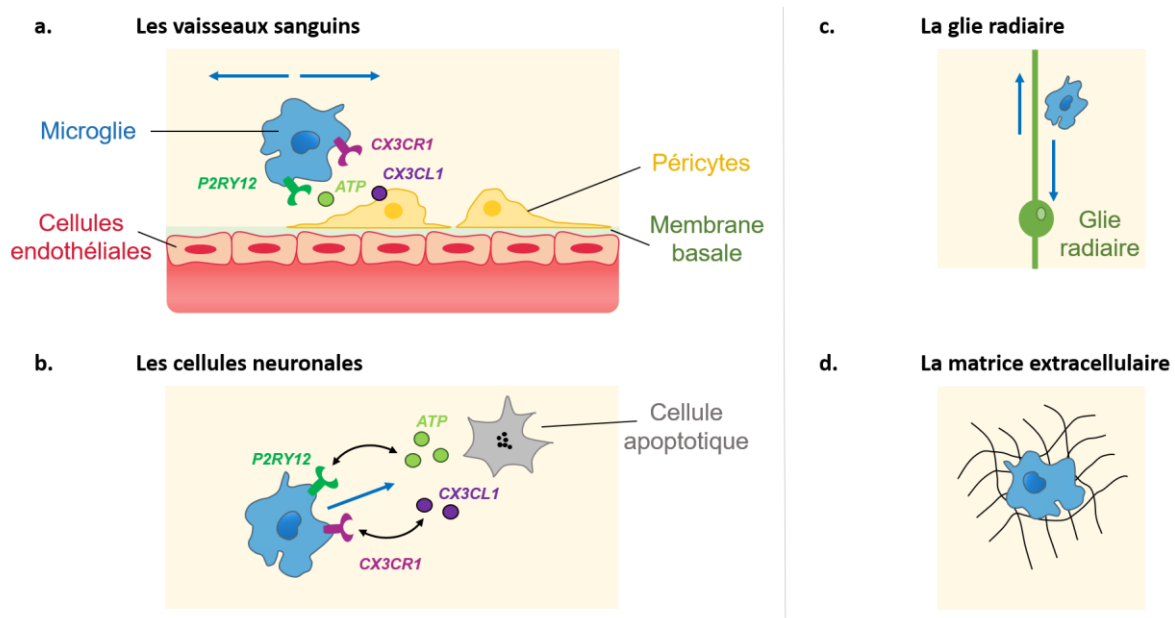 a. Les vaisseaux sanguins
Microglie
CX3CR1
P2RY12
ATP
CX3CL1
Péricytes
Cellules
endothéliales
Membrane
basale
b. Les cellules neuronales
P2RY12
ATP
Cellule
apoptotique
CX3CL1
CX3CR1
c. La glie radiaire
Glie
radiaire
d. La matrice extracellulaire